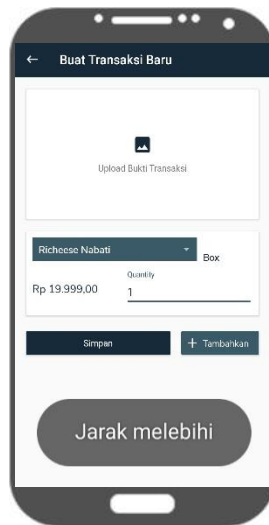 ← Buat Transaksi Baru
Upload Bukti Transaksi
Richeese Nabati
Box
Quantity
Rp 19.999,00
1
Simpan
+ Tambahkan
Jarak melebihi